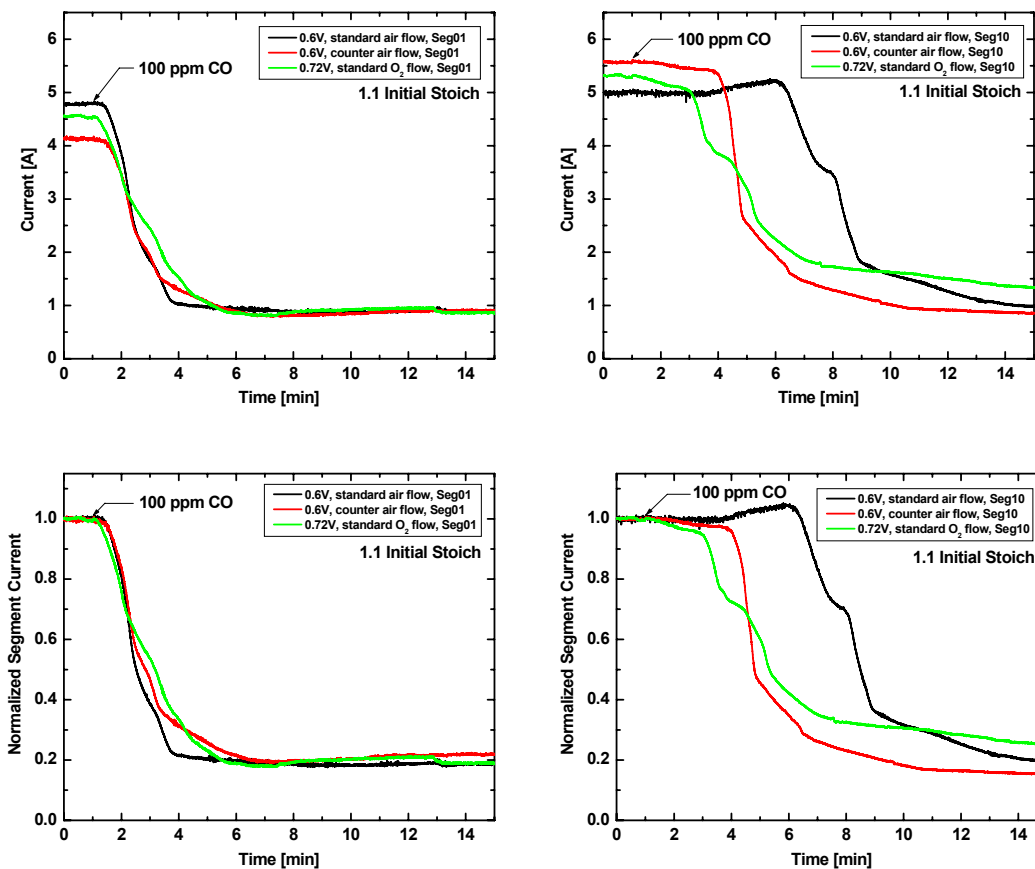 0.6V, standard air flow, Seg01
0.6V, counter air flow, Seg01
0.72V, standard O2 flow, Seg01
100 ppm CO
1.1 Initial Stoich
Current [A]
6
5
4
3
2
1
0
0 2 4 6 8 10 12 14
Time [min]
0.6V, standard air flow, Seg10
0.6V, counter air flow, Seg10
0.72V, standard O2 flow, Seg10
100 ppm CO
1.1 Initial Stoich
Current [A]
6
5
4
3
2
1
0
0 2 4 6 8 10 12 14
Time [min]
0.6V, standard air flow, Seg01
0.6V, counter air flow, Seg01
0.72V, standard O2 flow, Seg01
100 ppm CO
1.1 Initial Stoich
Normalized Segment Current
1.0
0.8
0.6
0.4
0.2
0.0
0 2 4 6 8 10 12 14
Time [min]
0.6V, standard air flow, Seg10
0.6V, counter air flow, Seg10
0.72V, standard O2 flow, Seg10
100 ppm CO
1.1 Initial Stoich
Normalized Segment Current
1.0
0.8
0.6
0.4
0.2
0.0
0 2 4 6 8 10 12 14
Time [min]